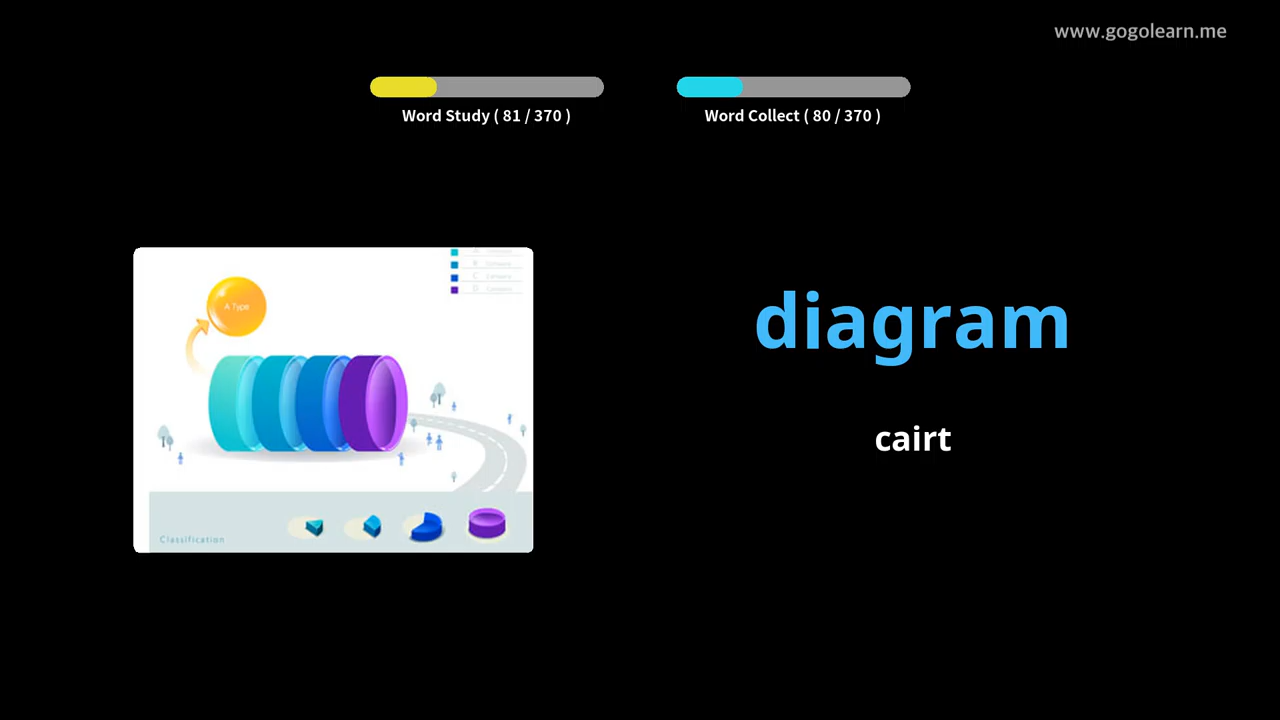 www.gogolearn.me
Word Study ( 81 / 370 )
Word Collect ( 80 / 370 )
A Type
diagram
cairt
Classification
A
B
C
D